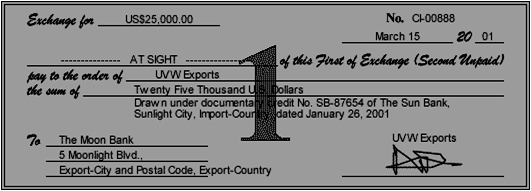 Exchange for US$25,000.00 No. CI-00888
March 15 20 01
--------------- AT SIGHT --------------- of this First of Exchange (Second Unpaid)
pay to the order of UVW Exports
the sum of Twenty Five Thousand U.S. Dollars
Drawn under documentary credit No. SB-87654 of The Sun Bank,
Sunlight City, Import-Country, dated January 26, 2001
1
To The Moon Bank UVW Exports
5 Moonlight Blvd.,
Export-City and Postal Code, Export-Country